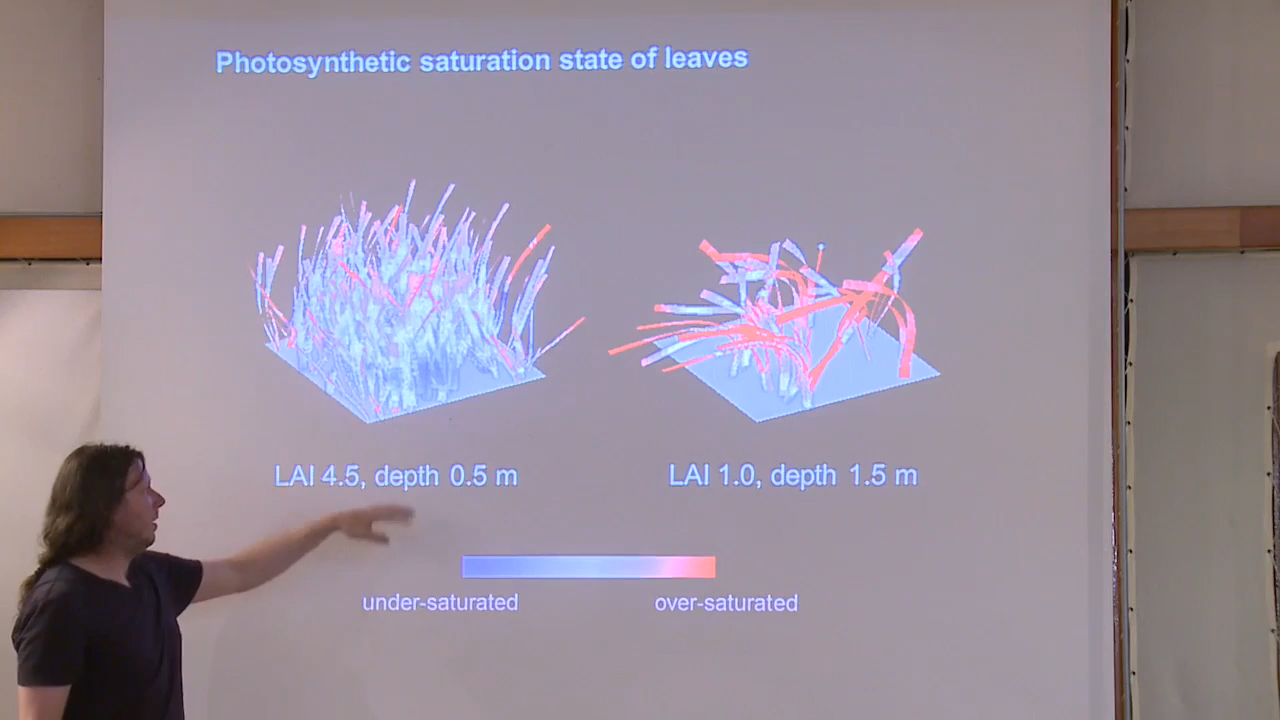 Photosynthetic saturation state of leaves
LAI 4.5, depth 0.5 m
LAI 1.0, depth 1.5 m
under-saturated
over-saturated